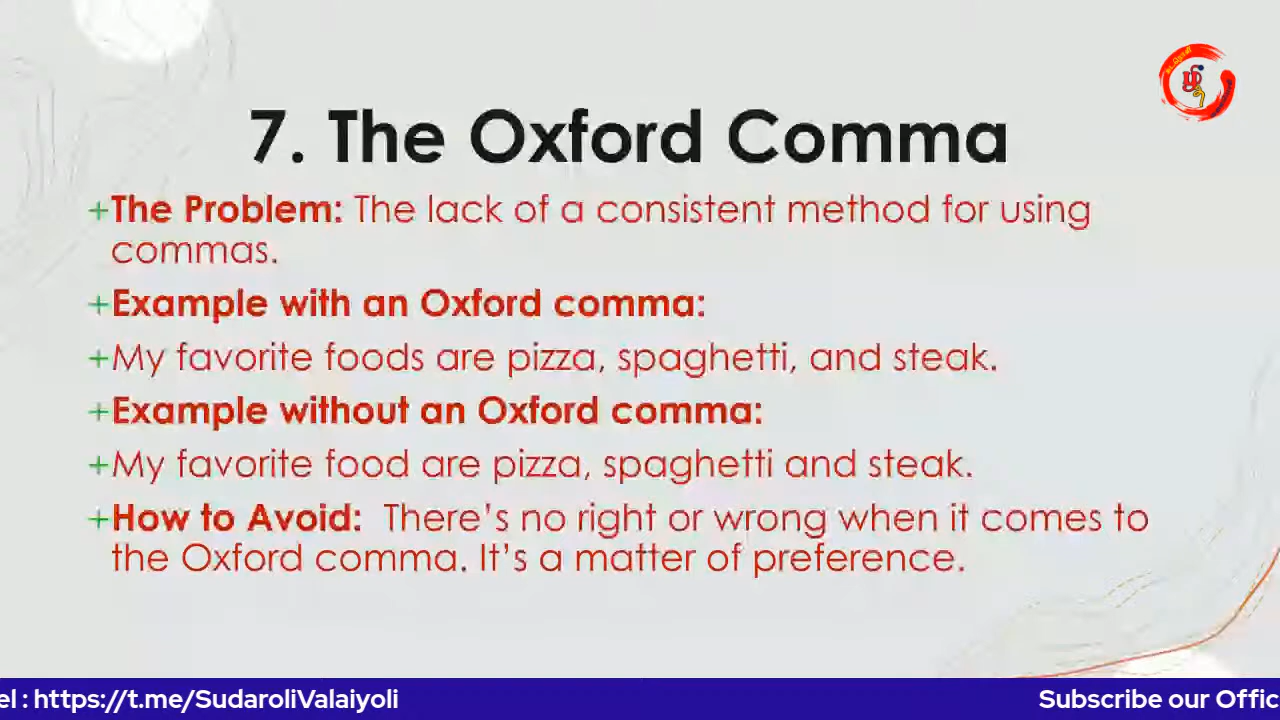 7. The Oxford Comma
+The Problem: The lack of a consistent method for using
commas.
+Example with an Oxford comma:
+My favorite foods are pizza, spaghetti, and steak.
+Example without an Oxford comma:
+My favorite food are pizza, spaghetti and steak.
+How to Avoid:  There’s no right or wrong when it comes to
the Oxford comma. It’s a matter of preference.
el : https://t.me/SudaroliValaiyoli
Subscribe our Offic